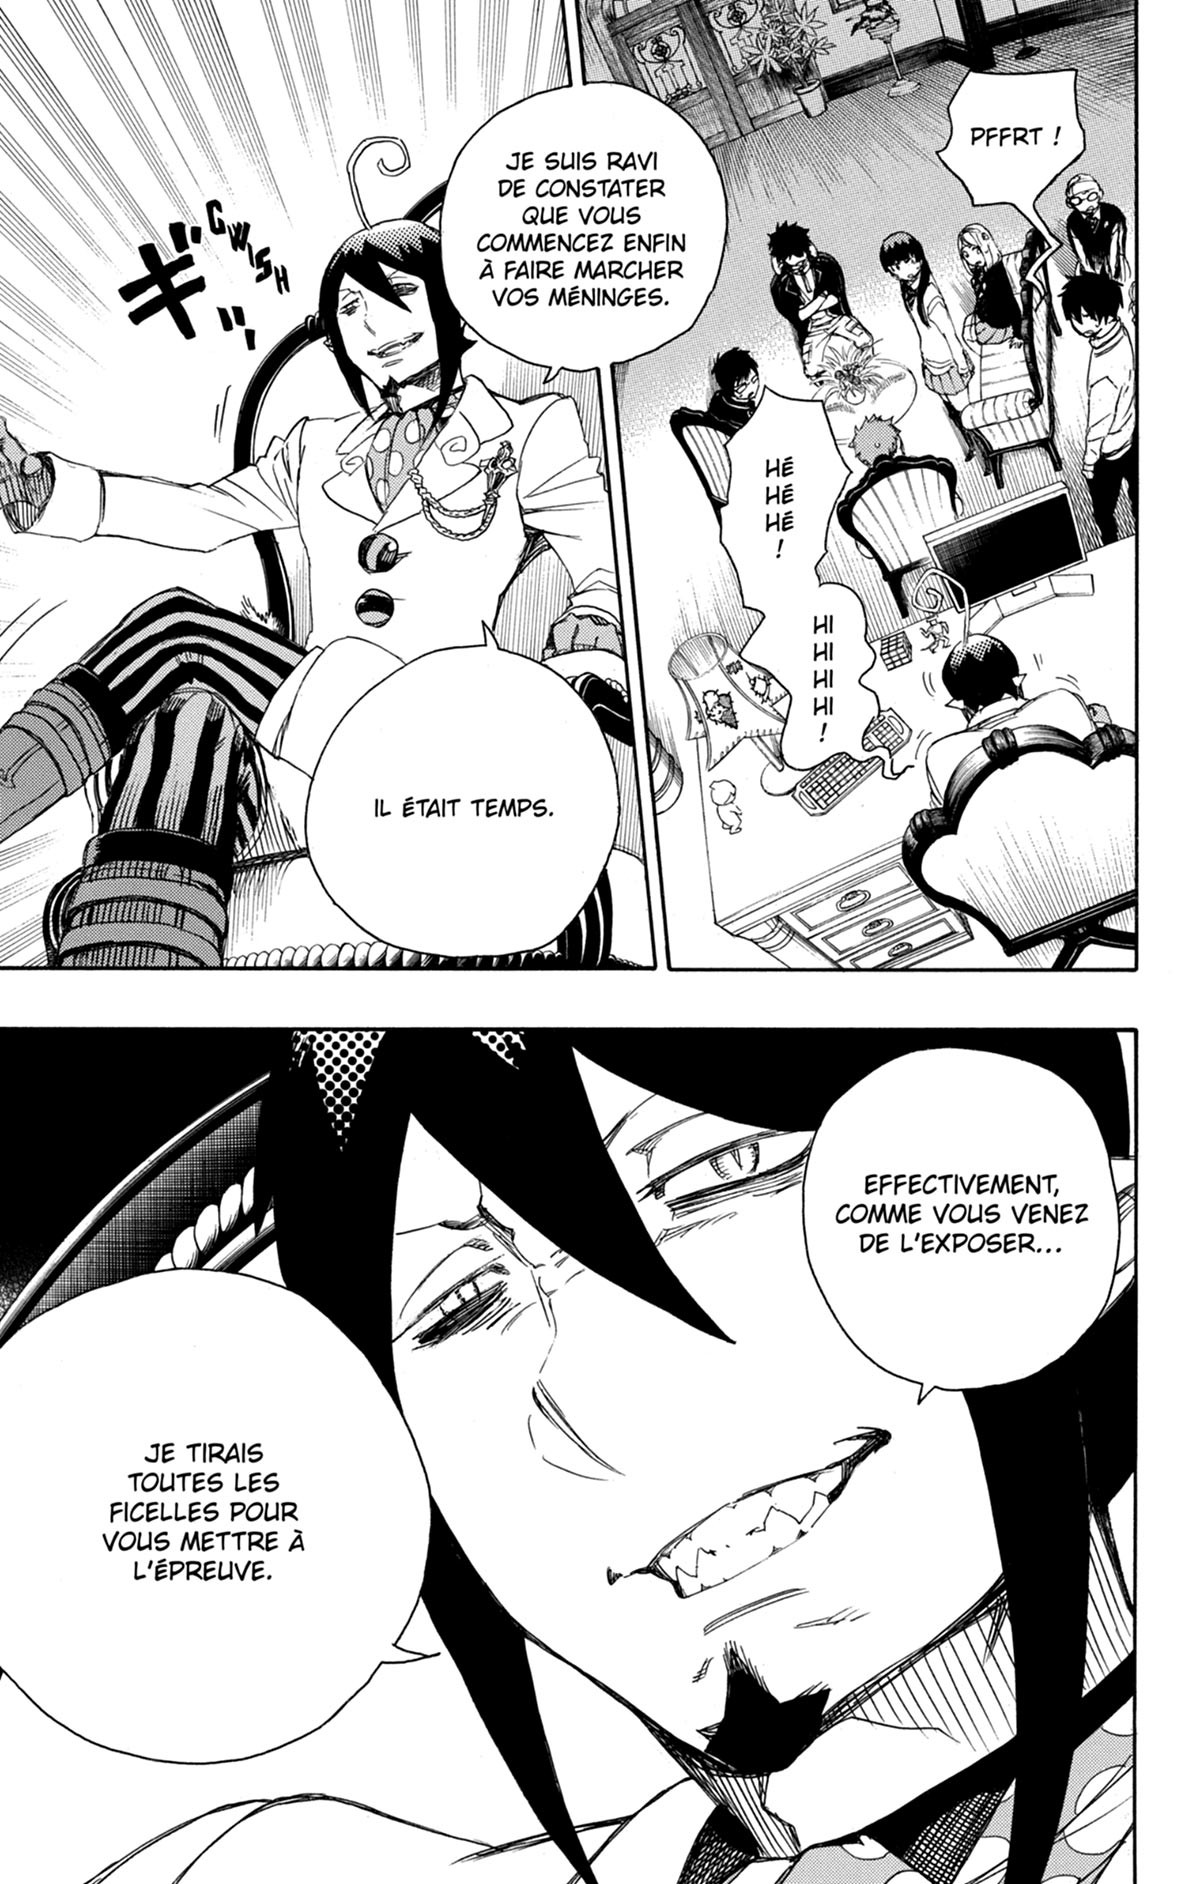 PFFRT !
HÉ
HÉ
HÉ
!
HI
HI
HI
HI
!
JE SUIS RAVI
DE CONSTATER
QUE VOUS
COMMENCEZ ENFIN
À FAIRE MARCHER
VOS MÉNINGES.
GWISH
ギッ
IL ÉTAIT TEMPS.
EFFECTIVEMENT,
COMME VOUS VENEZ
DE L'EXPOSER...
JE TIRAIS
TOUTES LES
FICELLES POUR
VOUS METTRE À
L'ÉPREUVE.